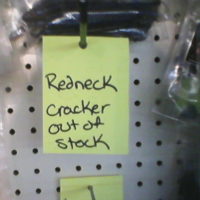 Redneck
cracker
out of
stock